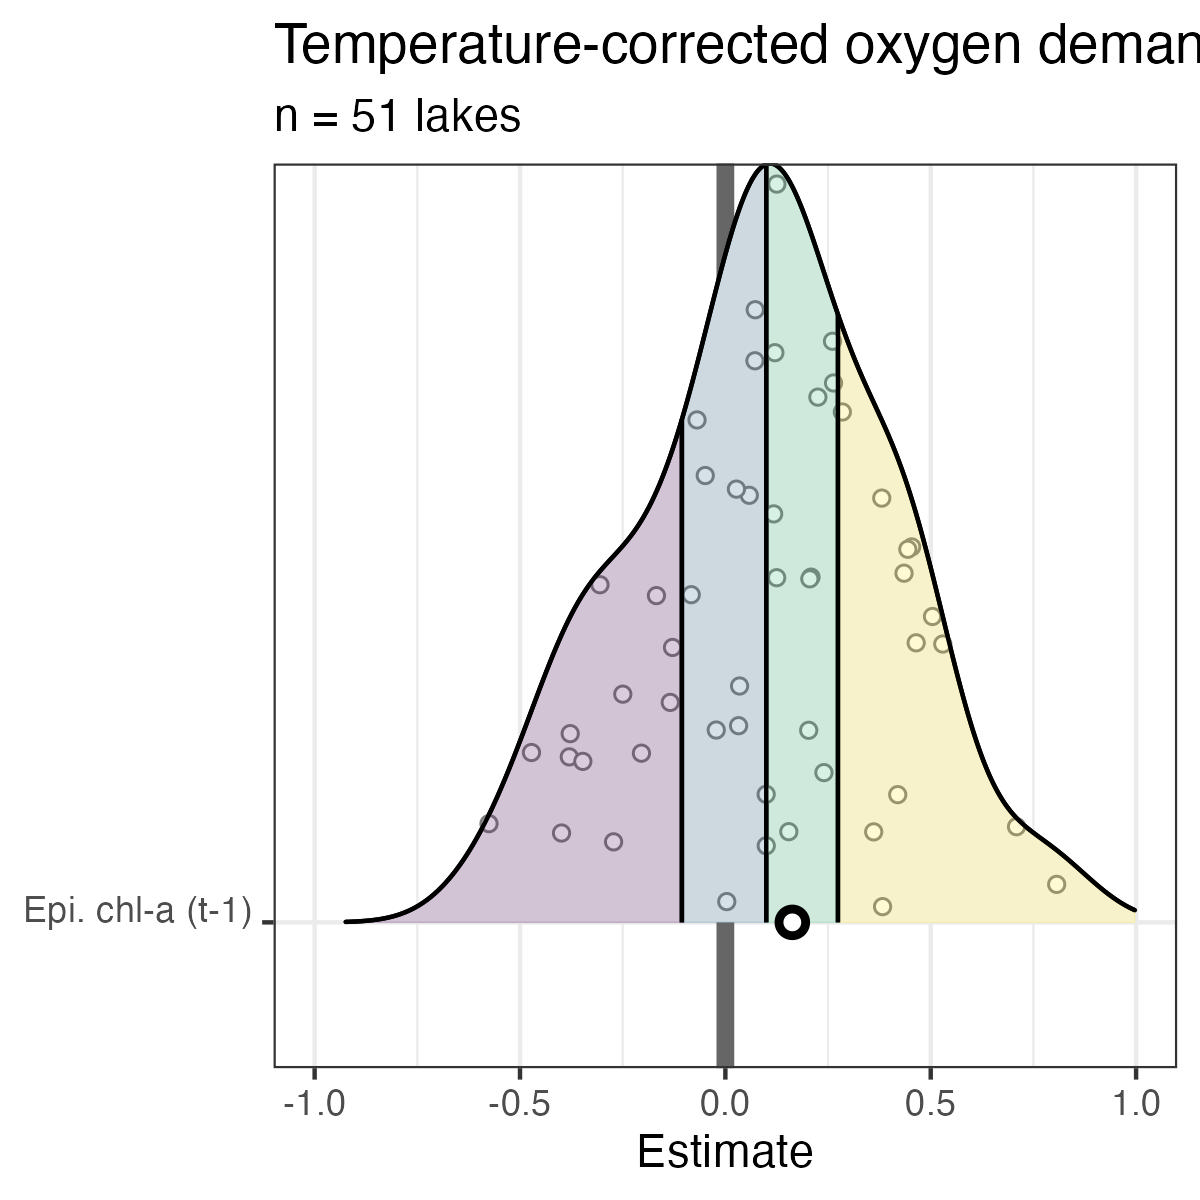 Temperature-corrected oxygen deman
n = 51 lakes
Epi. chl-a (t-1)
-1.0 -0.5 0.0 0.5 1.0
Estimate